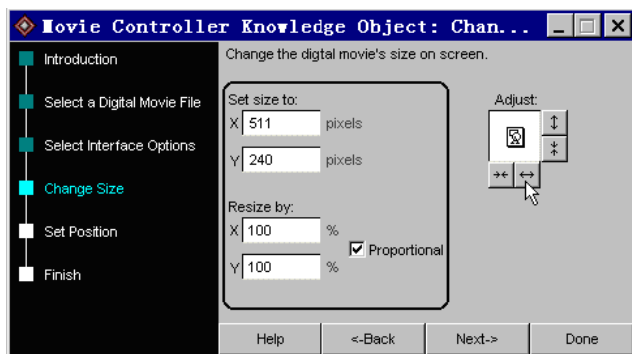 Movie Controller Knowledge Object: Chan...
Introduction
Select a Digital Movie File
Select Interface Options
Change Size
Set Position
Finish
Change the digtal movie's size on screen.
Set size to:
X 511 pixels
Y 240 pixels
Resize by:
X 100 %
Y 100 %
Proportional
Adjust:
Help
<-Back
Next->
Done